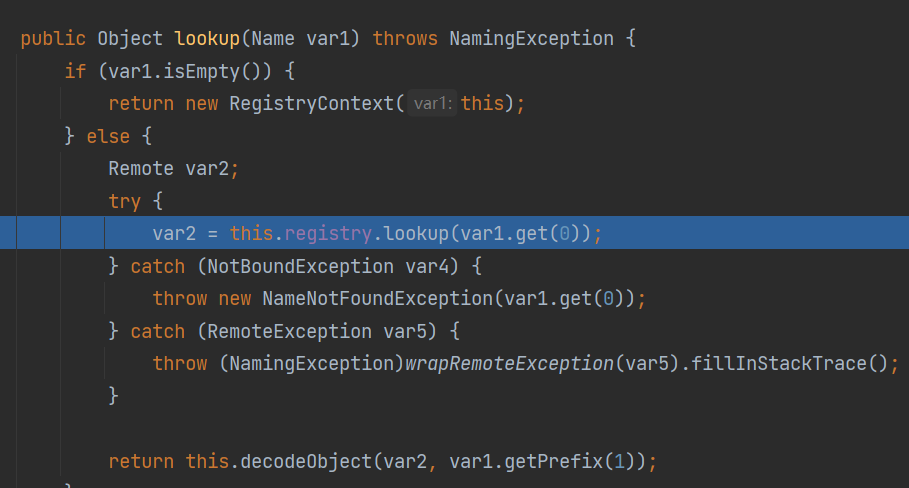 public Object lookup(Name var1) throws NamingException {
if (var1.isEmpty()) {
return new RegistryContext( var1: this);
} else {
Remote var2;
try {
var2 = this.registry.lookup(var1.get(0));
} catch (NotBoundException var4) {
throw new NameNotFoundException(var1.get(0));
} catch (RemoteException var5) {
throw (NamingException)wrapRemoteException(var5).fillInStackTrace();
}
return this.decodeObject(var2, var1.getPrefix(1));